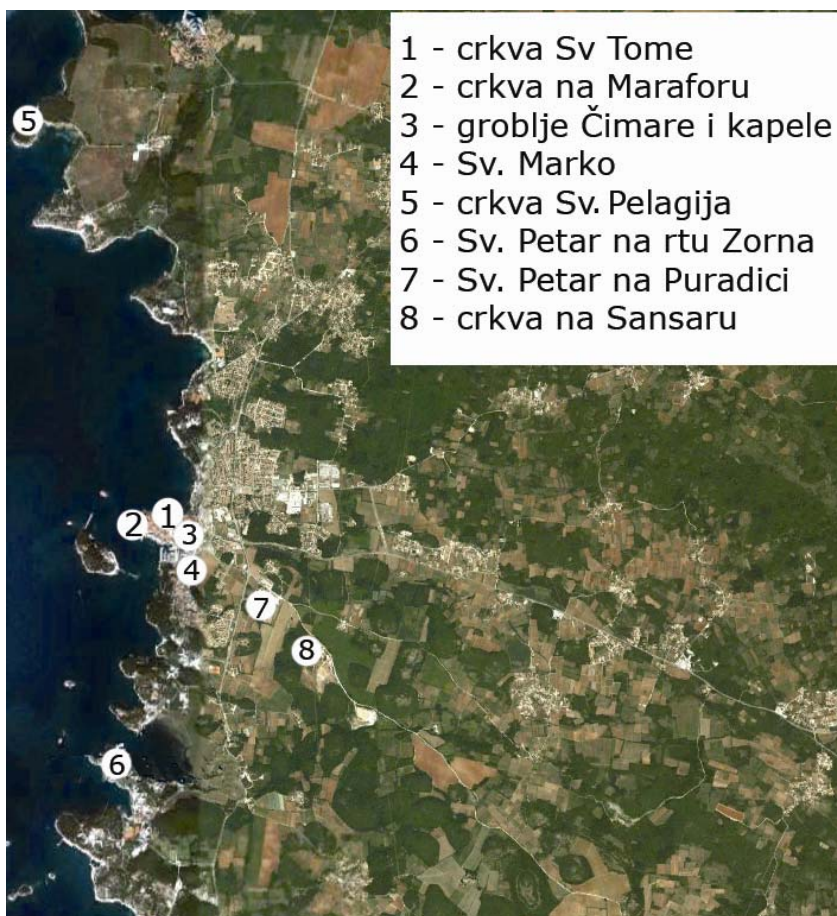 1 - crkva Sv Tome
2 - crkva na Maraforu
3 - groblje Čimare i kapele
4 - Sv. Marko
5 - crkva Sv. Pelagija
6 - Sv. Petar na rtu Zorna
7 - Sv. Petar na Puradici
8 - crkva na Sansaru
5
1
2
3
4
7
8
6